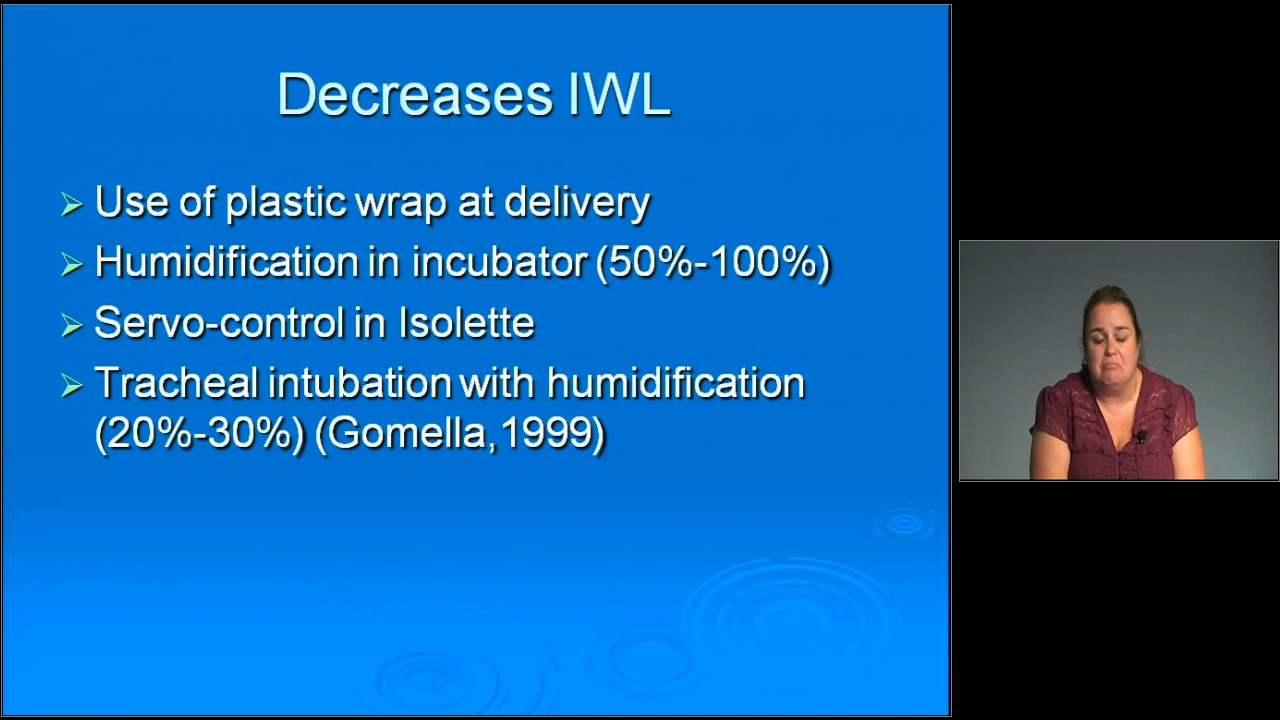 Decreases IWL
Use of plastic wrap at delivery
Humidification in incubator (50%-100%)
Servo-control in Isolette
Tracheal intubation with humidification
(20%-30%) (Gomella,1999)